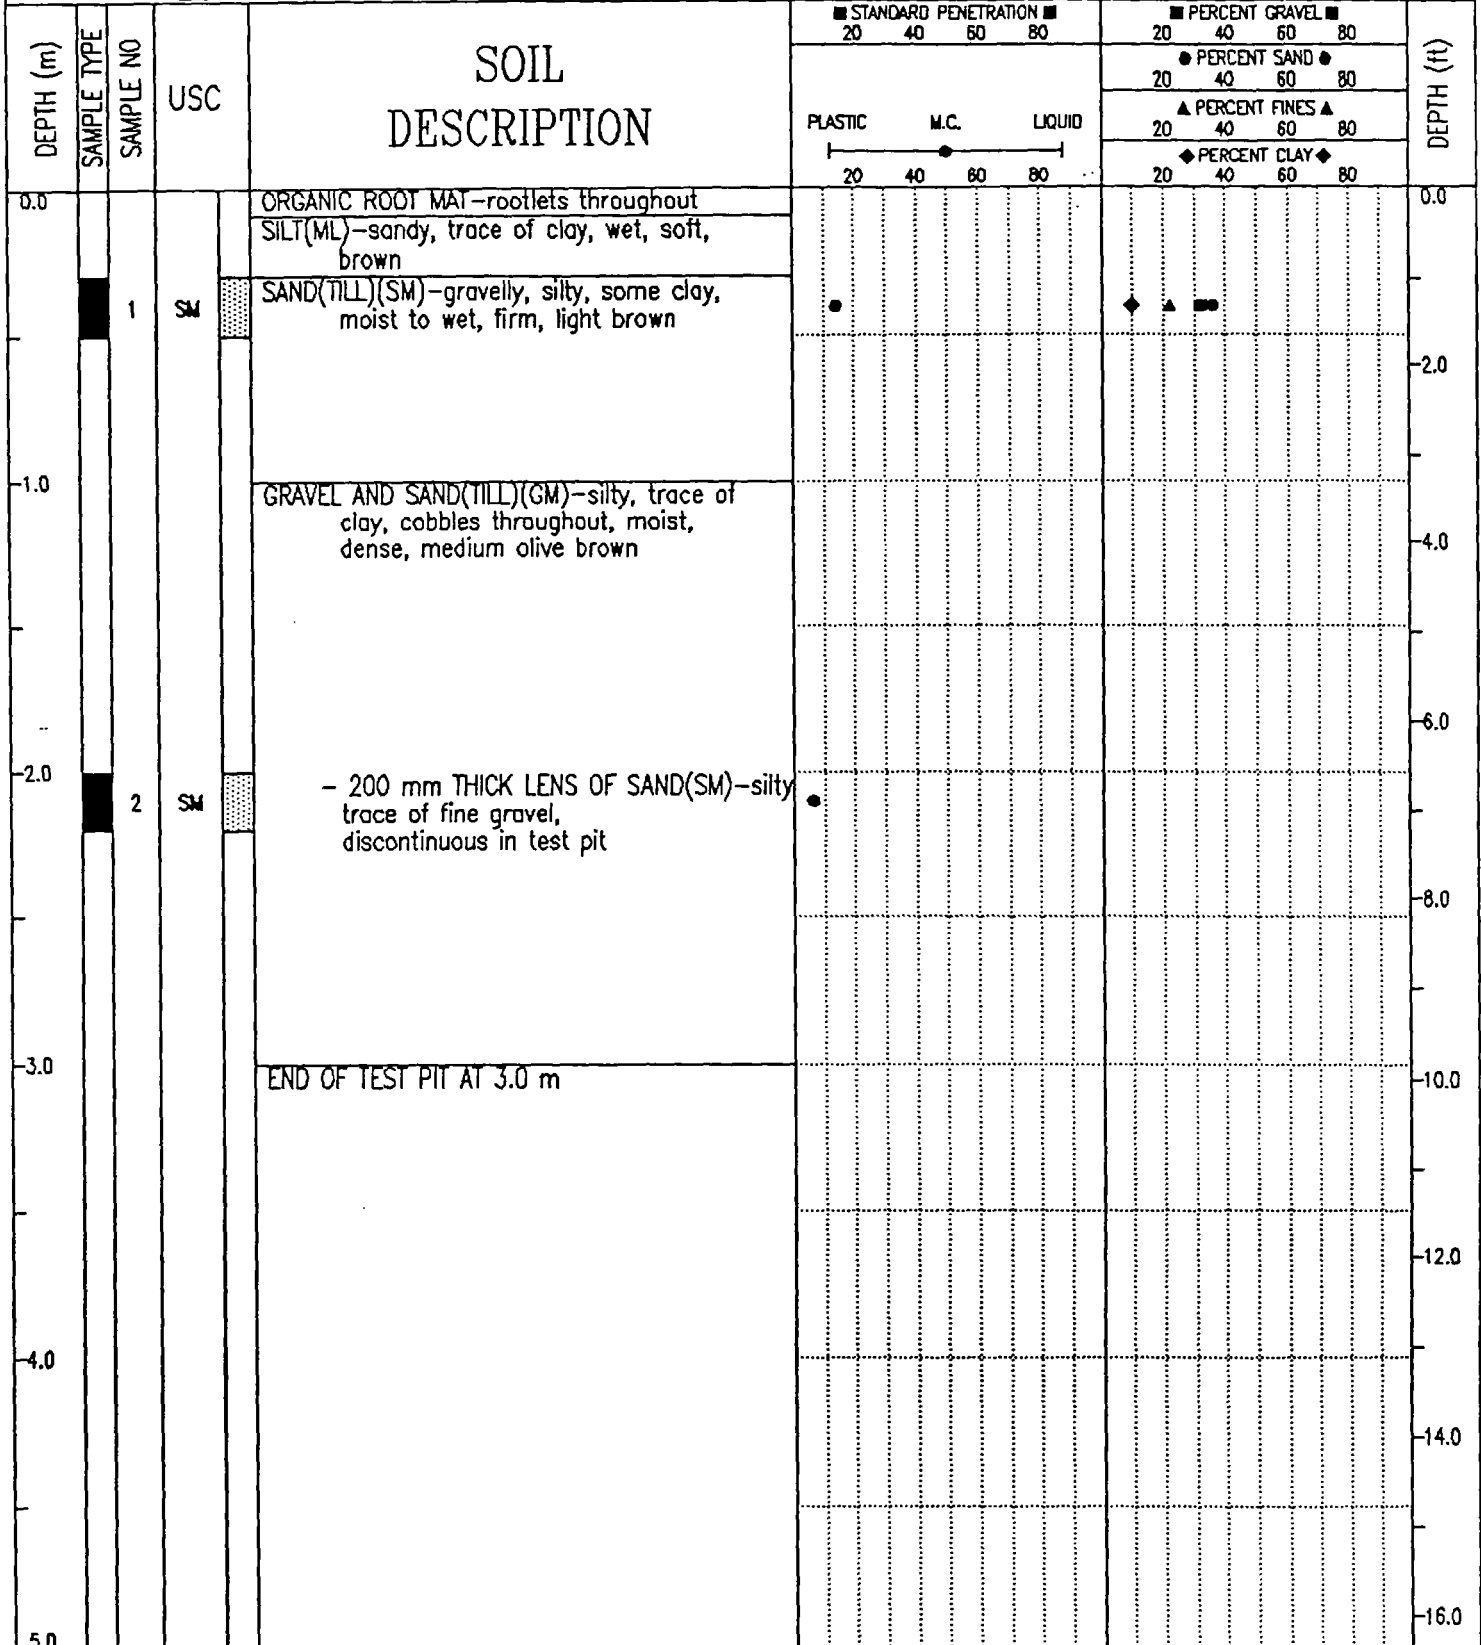 DEPTH (m)
SAMPLE TYPE
SAMPLE NO
USC
SOIL
DESCRIPTION
■ STANDARD PENETRATION ■
20 40 60 80
PLASTIC M.C. LIQUID
20 40 60 80
■ PERCENT GRAVEL ■
20 40 60 80
● PERCENT SAND ●
20 40 60 80
▲ PERCENT FINES ▲
20 40 60 80
◆ PERCENT CLAY ◆
20 40 60 80
DEPTH (ft)
0.0
ORGANIC ROOT MAT-rootlets throughout
0.0
SILT(ML)-sandy, trace of clay, wet, soft,
brown
1 SM
SAND(TILL)(SM)-gravelly, silty, some clay,
moist to wet, firm, light brown
2.0
1.0
GRAVEL AND SAND(TILL)(GM)-silty, trace of
clay, cobbles throughout, moist,
dense, medium olive brown
4.0
6.0
2.0
2 SM
- 200 mm THICK LENS OF SAND(SM)-silty
trace of fine gravel,
discontinuous in test pit
8.0
3.0
END OF TEST PIT AT 3.0 m
10.0
12.0
4.0
14.0
16.0
5.0